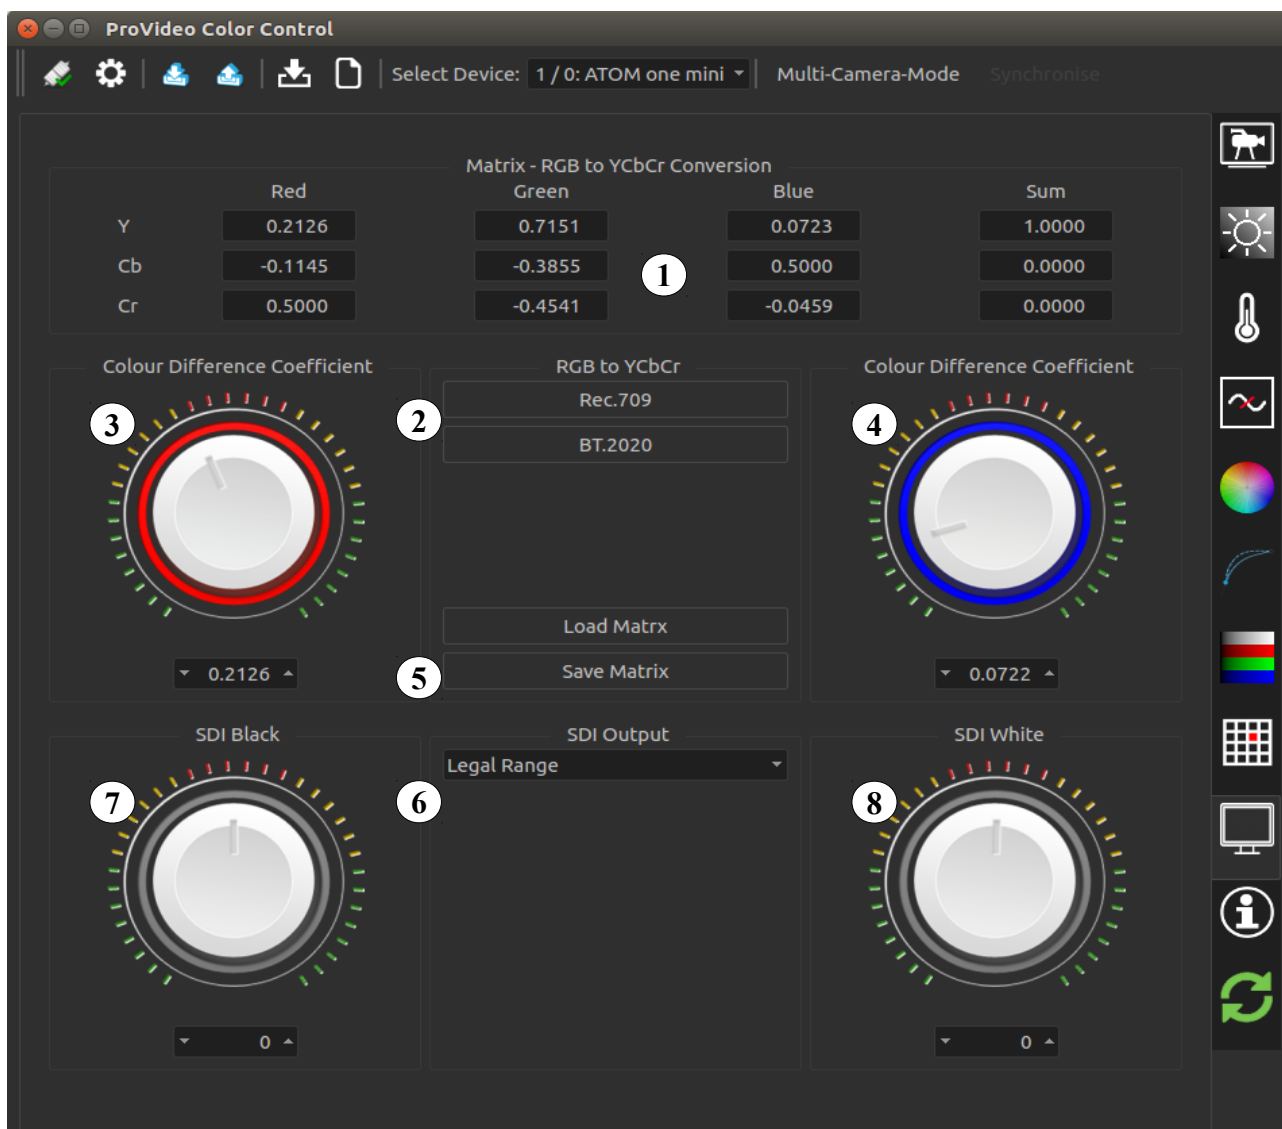 ProVideo Color Control
Select Device: 1 / 0: ATOM one mini Multi-Camera-Mode Synchronise
Matrix - RGB to YCbCr Conversion
Red Green Blue Sum
Y 0.2126 0.7151 0.0723 1.0000
Cb -0.1145 -0.3855 0.5000 0.0000
1
Cr 0.5000 -0.4541 -0.0459 0.0000
Colour Difference Coefficient RGB to YCbCr Colour Difference Coefficient
Rec.709
3 2 4
BT.2020
Load Matrx
0.2126 5 Save Matrix 0.0722
SDI Black SDI Output SDI White
Legal Range
7 6 8
0 0